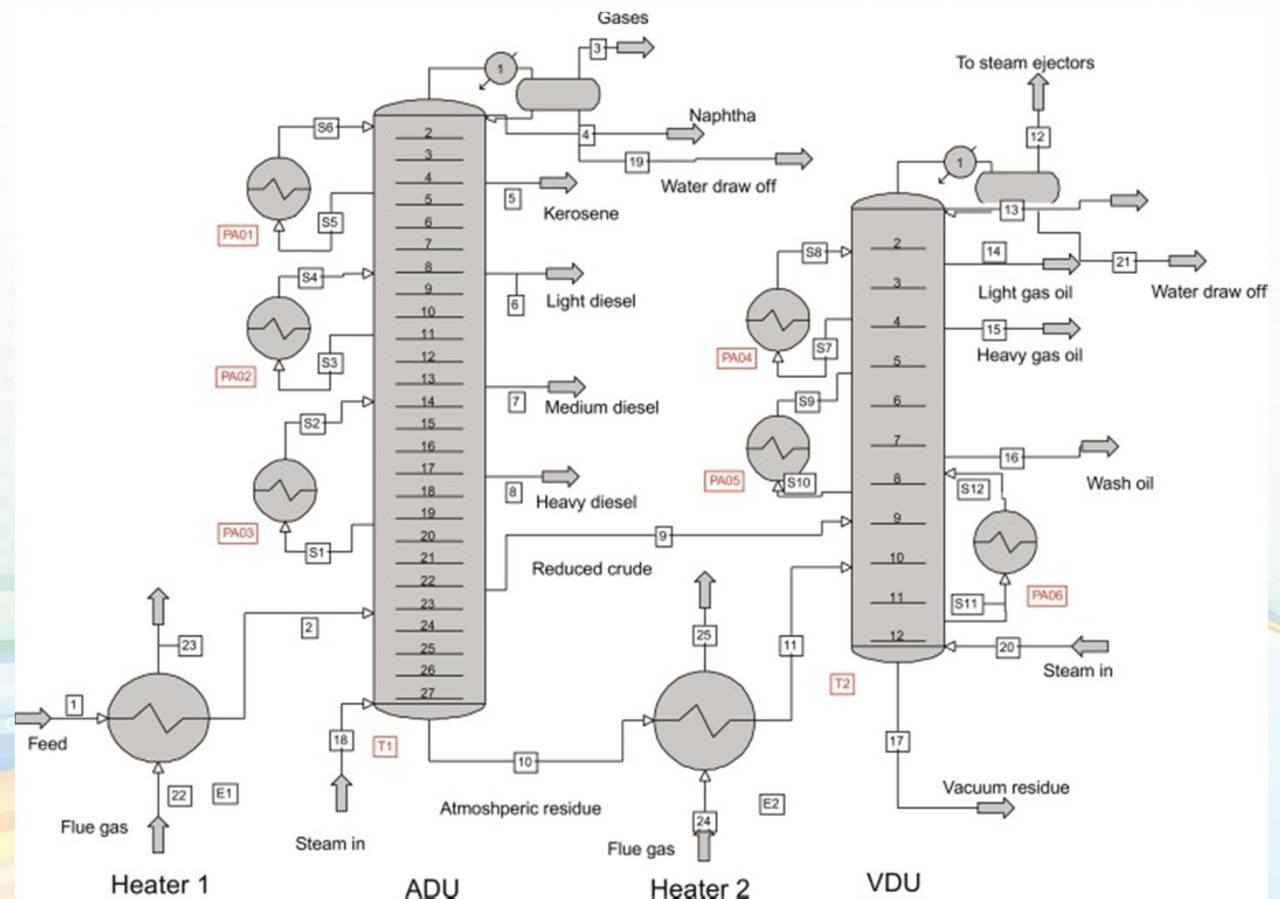 Gases
3
1
To steam ejectors
S6
2
4
Naphtha
12
3
19
1
4
Water draw off
5
5
Kerosene
S5
13
PA01
6
7
2
S8
14
21
S4
8
Light diesel
3
Light gas oil
Water draw off
9
6
10
4
15
11
S7
Heavy gas oil
PA04
S3
12
5
PA02
13
7
Medium diesel
S9
6
14
S2
15
7
16
16
17
8
Heavy diesel
PA05
S10
8
S12
Wash oil
18
19
9
PA03
20
9
S1
21
Reduced crude
10
22
23
11
S11
PA06
2
24
25
12
23
25
11
20
26
Steam in
27
T2
1
Feed
18
T1
10
17
22
E1
Vacuum residue
Atmoshperic residue
E2
Flue gas
24
Steam in
Flue gas
Heater 1
ADU
Heater 2
VDU